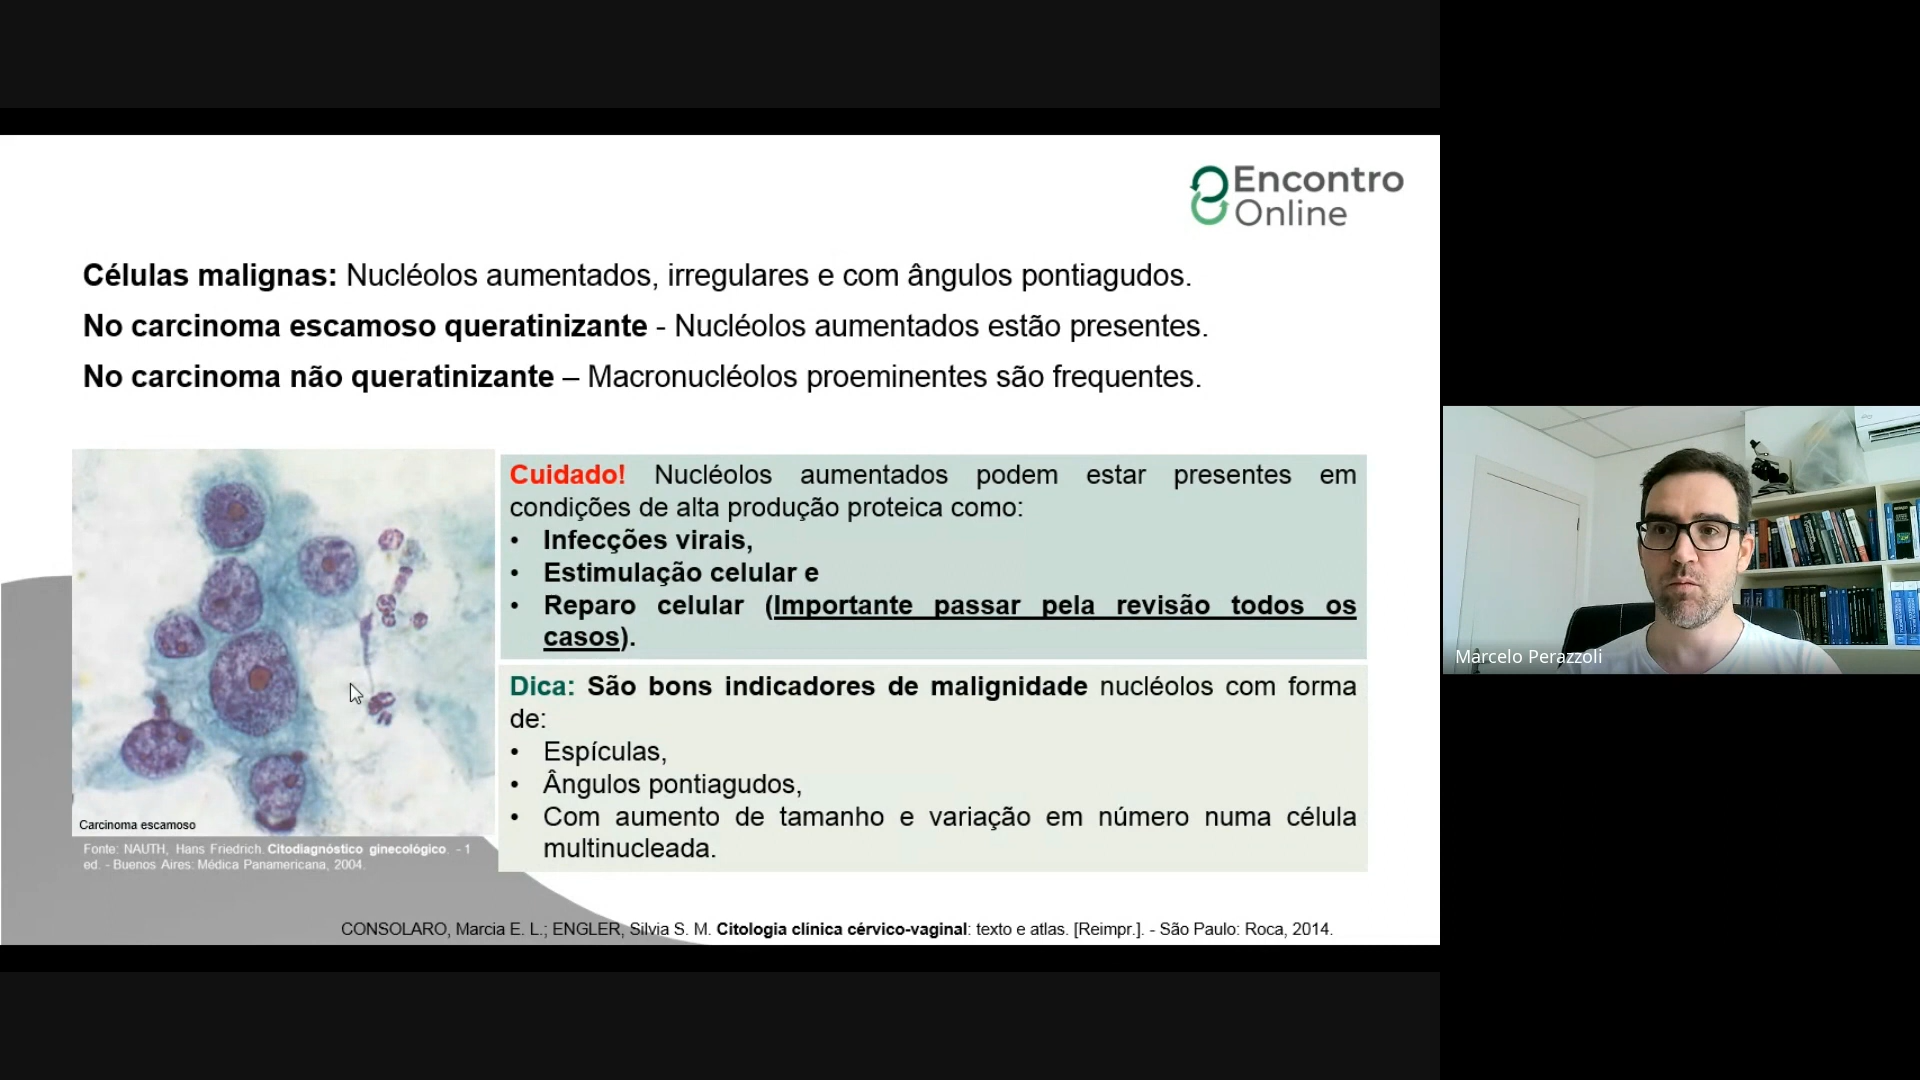 Encontro
Online
Células malignas: Nucléolos aumentados, irregulares e com ângulos pontiagudos.
No carcinoma escamoso queratinizante - Nucléolos aumentados estão presentes.
No carcinoma não queratinizante – Macronucléolos proeminentes são frequentes.
Cuidado! Nucléolos aumentados podem estar presentes em
condições de alta produção proteica como:
• Infecções virais,
• Estimulação celular e
• Reparo celular (Importante passar pela revisão todos os
casos).
Dica: São bons indicadores de malignidade nucléolos com forma
de:
• Espículas,
• Ângulos pontiagudos,
• Com aumento de tamanho e variação em número numa célula
multinucleada.
Carcinoma escamoso
Fonte: NAUTH, Hans Friedrich. Citodiagnóstico ginecológico. - 1
ed. - Buenos Aires: Médica Panamericana, 2004.
CONSOLARO, Marcia E. L.; ENGLER, Silvia S. M. Citologia clínica cérvico-vaginal: texto e atlas. [Reimpr.]. - São Paulo: Roca, 2014.
Marcelo Perazzoli